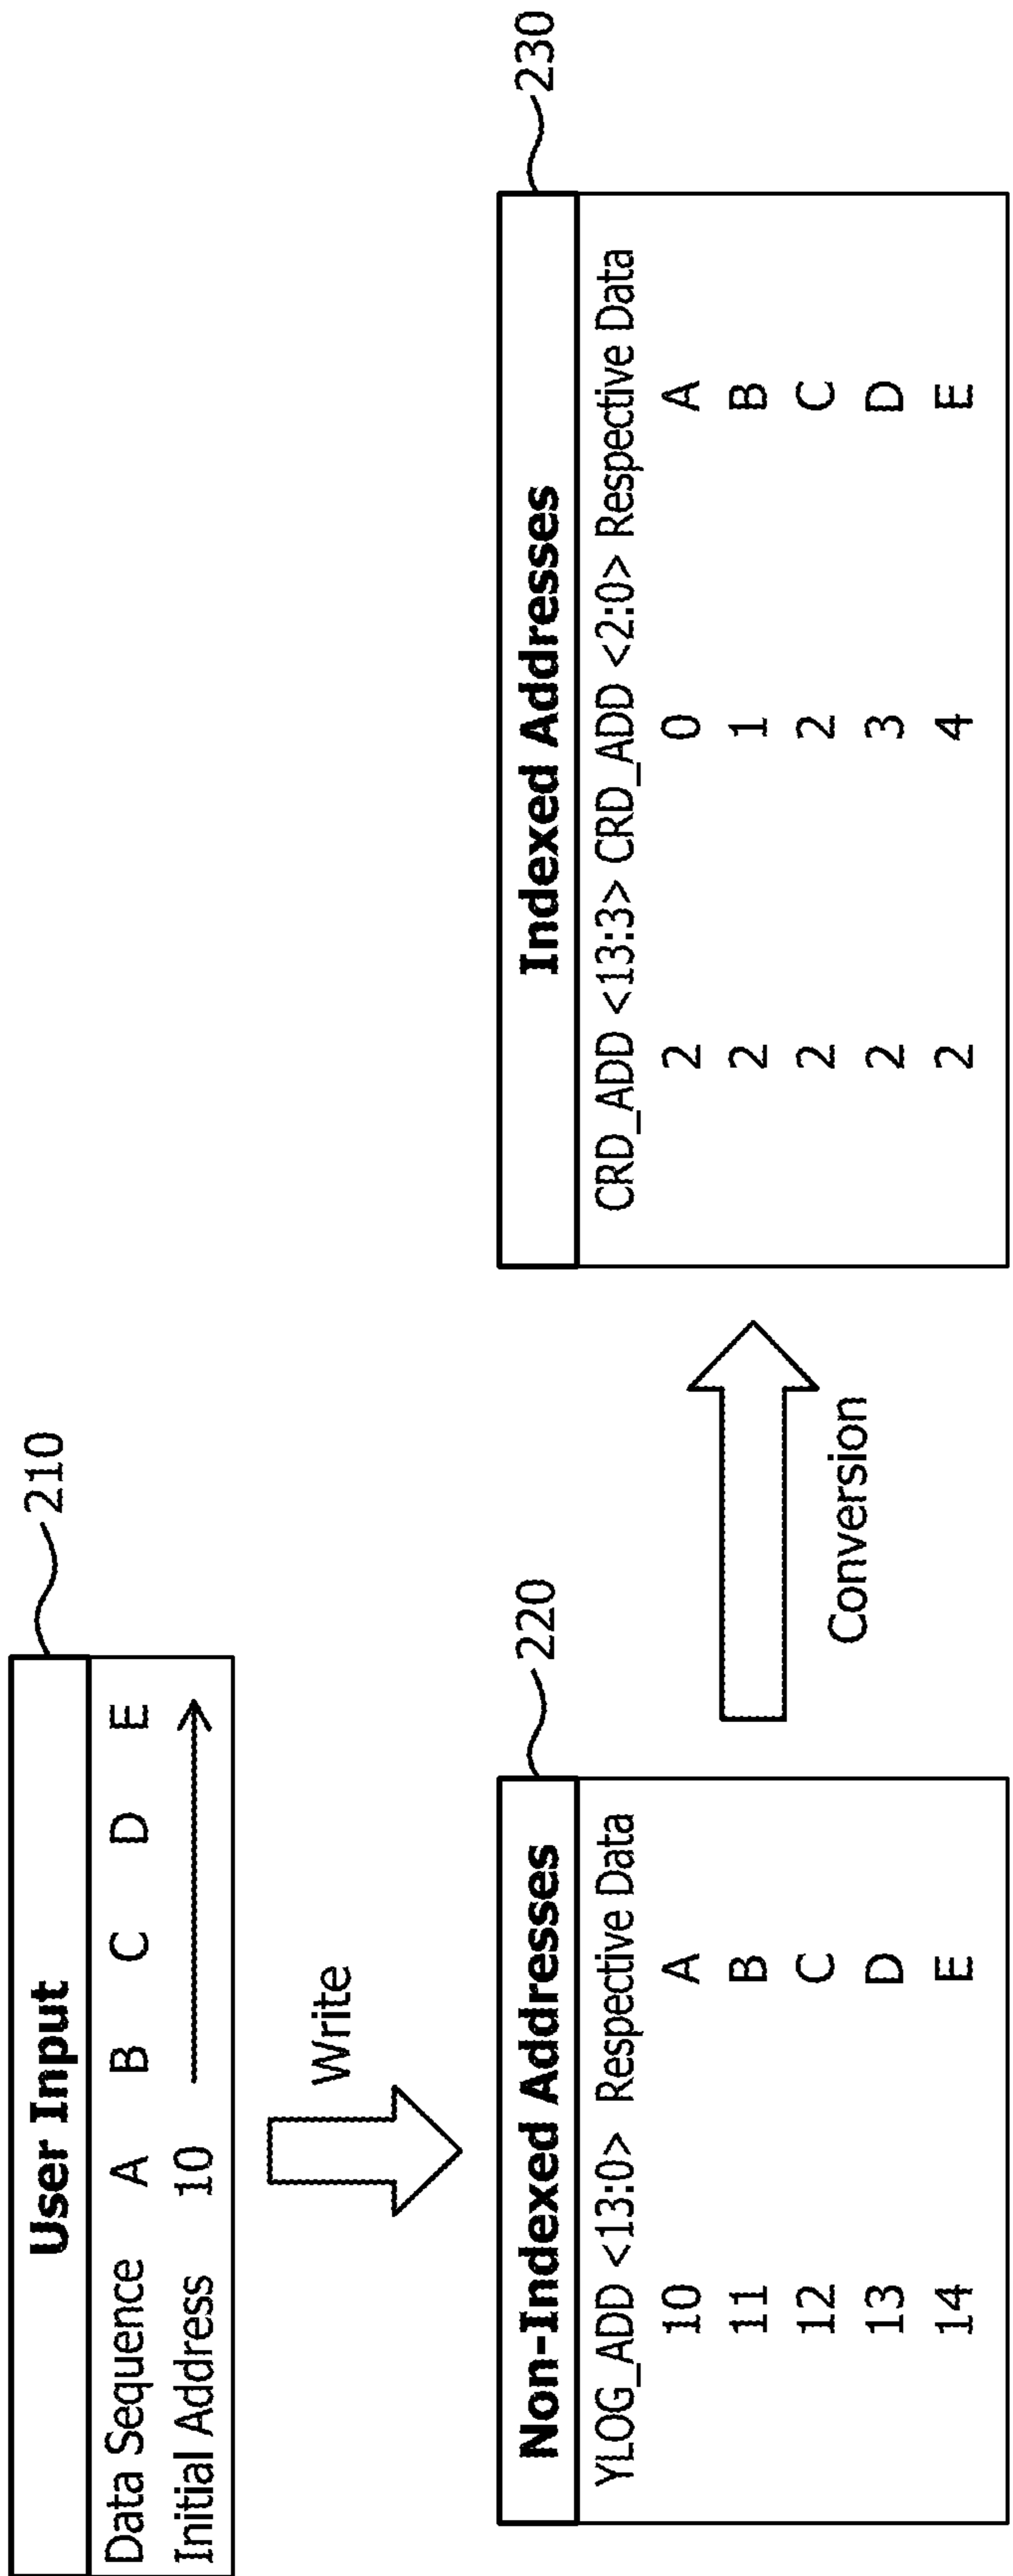 User Input
210
Data Sequence A B C D E
Initial Address 10
Write
Non-Indexed Addresses
220
YLOG_ADD <13:0> Respective Data
10 A
11 B
12 C
13 D
14 E
Conversion
Indexed Addresses
230
CRD_ADD <13:3> CRD_ADD <2:0> Respective Data
2 0 A
2 1 B
2 2 C
2 3 D
2 4 E